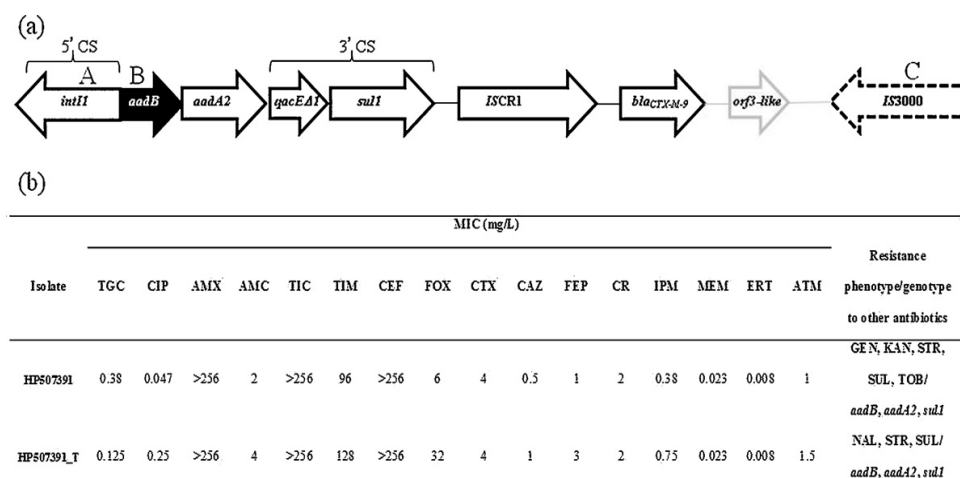 (a)
5' CS
3' CS
A
B
C
intI1
aadB
aadA2
qacEΔ1
sul1
ISCR1
blaCTX-M-9
orf3-like
IS3000
(b)
MIC (mg/L)
Isolate TGC CIP AMX AMC TIC TIM CEF FOX CTX CAZ FEP CR IPM MEM ERT ATM Resistance phenotype/genotype to other antibiotics
HP507391 0.38 0.047 >256 2 >256 96 >256 6 4 0.5 1 2 0.38 0.023 0.008 1 GEN, KAN, STR,
SUL, TOB/
aadB, aadA2, sul1
HP507391_T 0.125 0.25 >256 4 >256 128 >256 32 4 1 3 2 0.75 0.023 0.008 1.5 NAL, STR, SUL/
aadB, aadA2, sul1